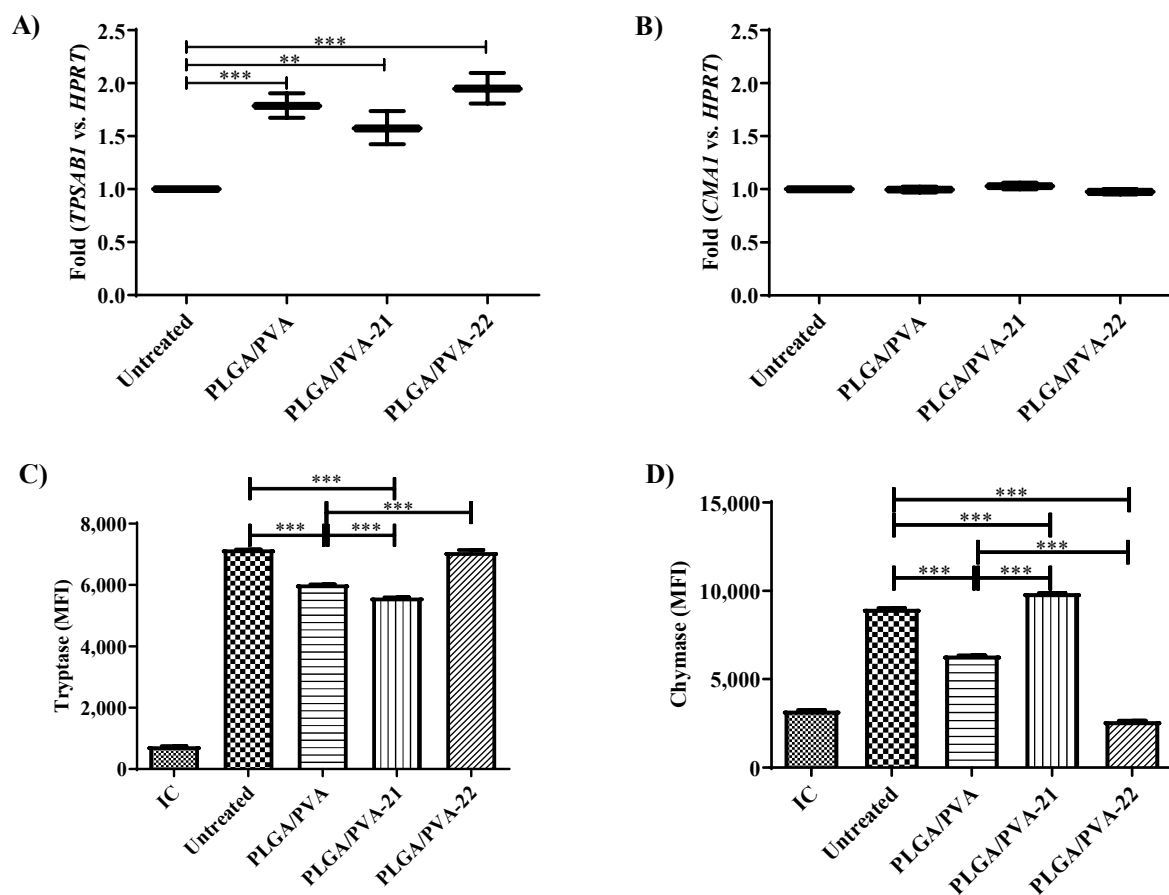 A)
Fold (TPSAB1 vs. HPRT)
2.5
2.0
1.5
1.0
0.5
0.0
***
**
***
Untreated
PLGA/PVA
PLGA/PVA-21
PLGA/PVA-22
B)
Fold (CMA1 vs. HPRT)
2.5
2.0
1.5
1.0
0.5
0.0
Untreated
PLGA/PVA
PLGA/PVA-21
PLGA/PVA-22
C)
Tryptase (MFI)
8,000
6,000
4,000
2,000
0
***
***
*** ***
IC
Untreated
PLGA/PVA
PLGA/PVA-21
PLGA/PVA-22
D)
Chymase (MFI)
15,000
10,000
5,000
0
***
***
***
*** ***
IC
Untreated
PLGA/PVA
PLGA/PVA-21
PLGA/PVA-22